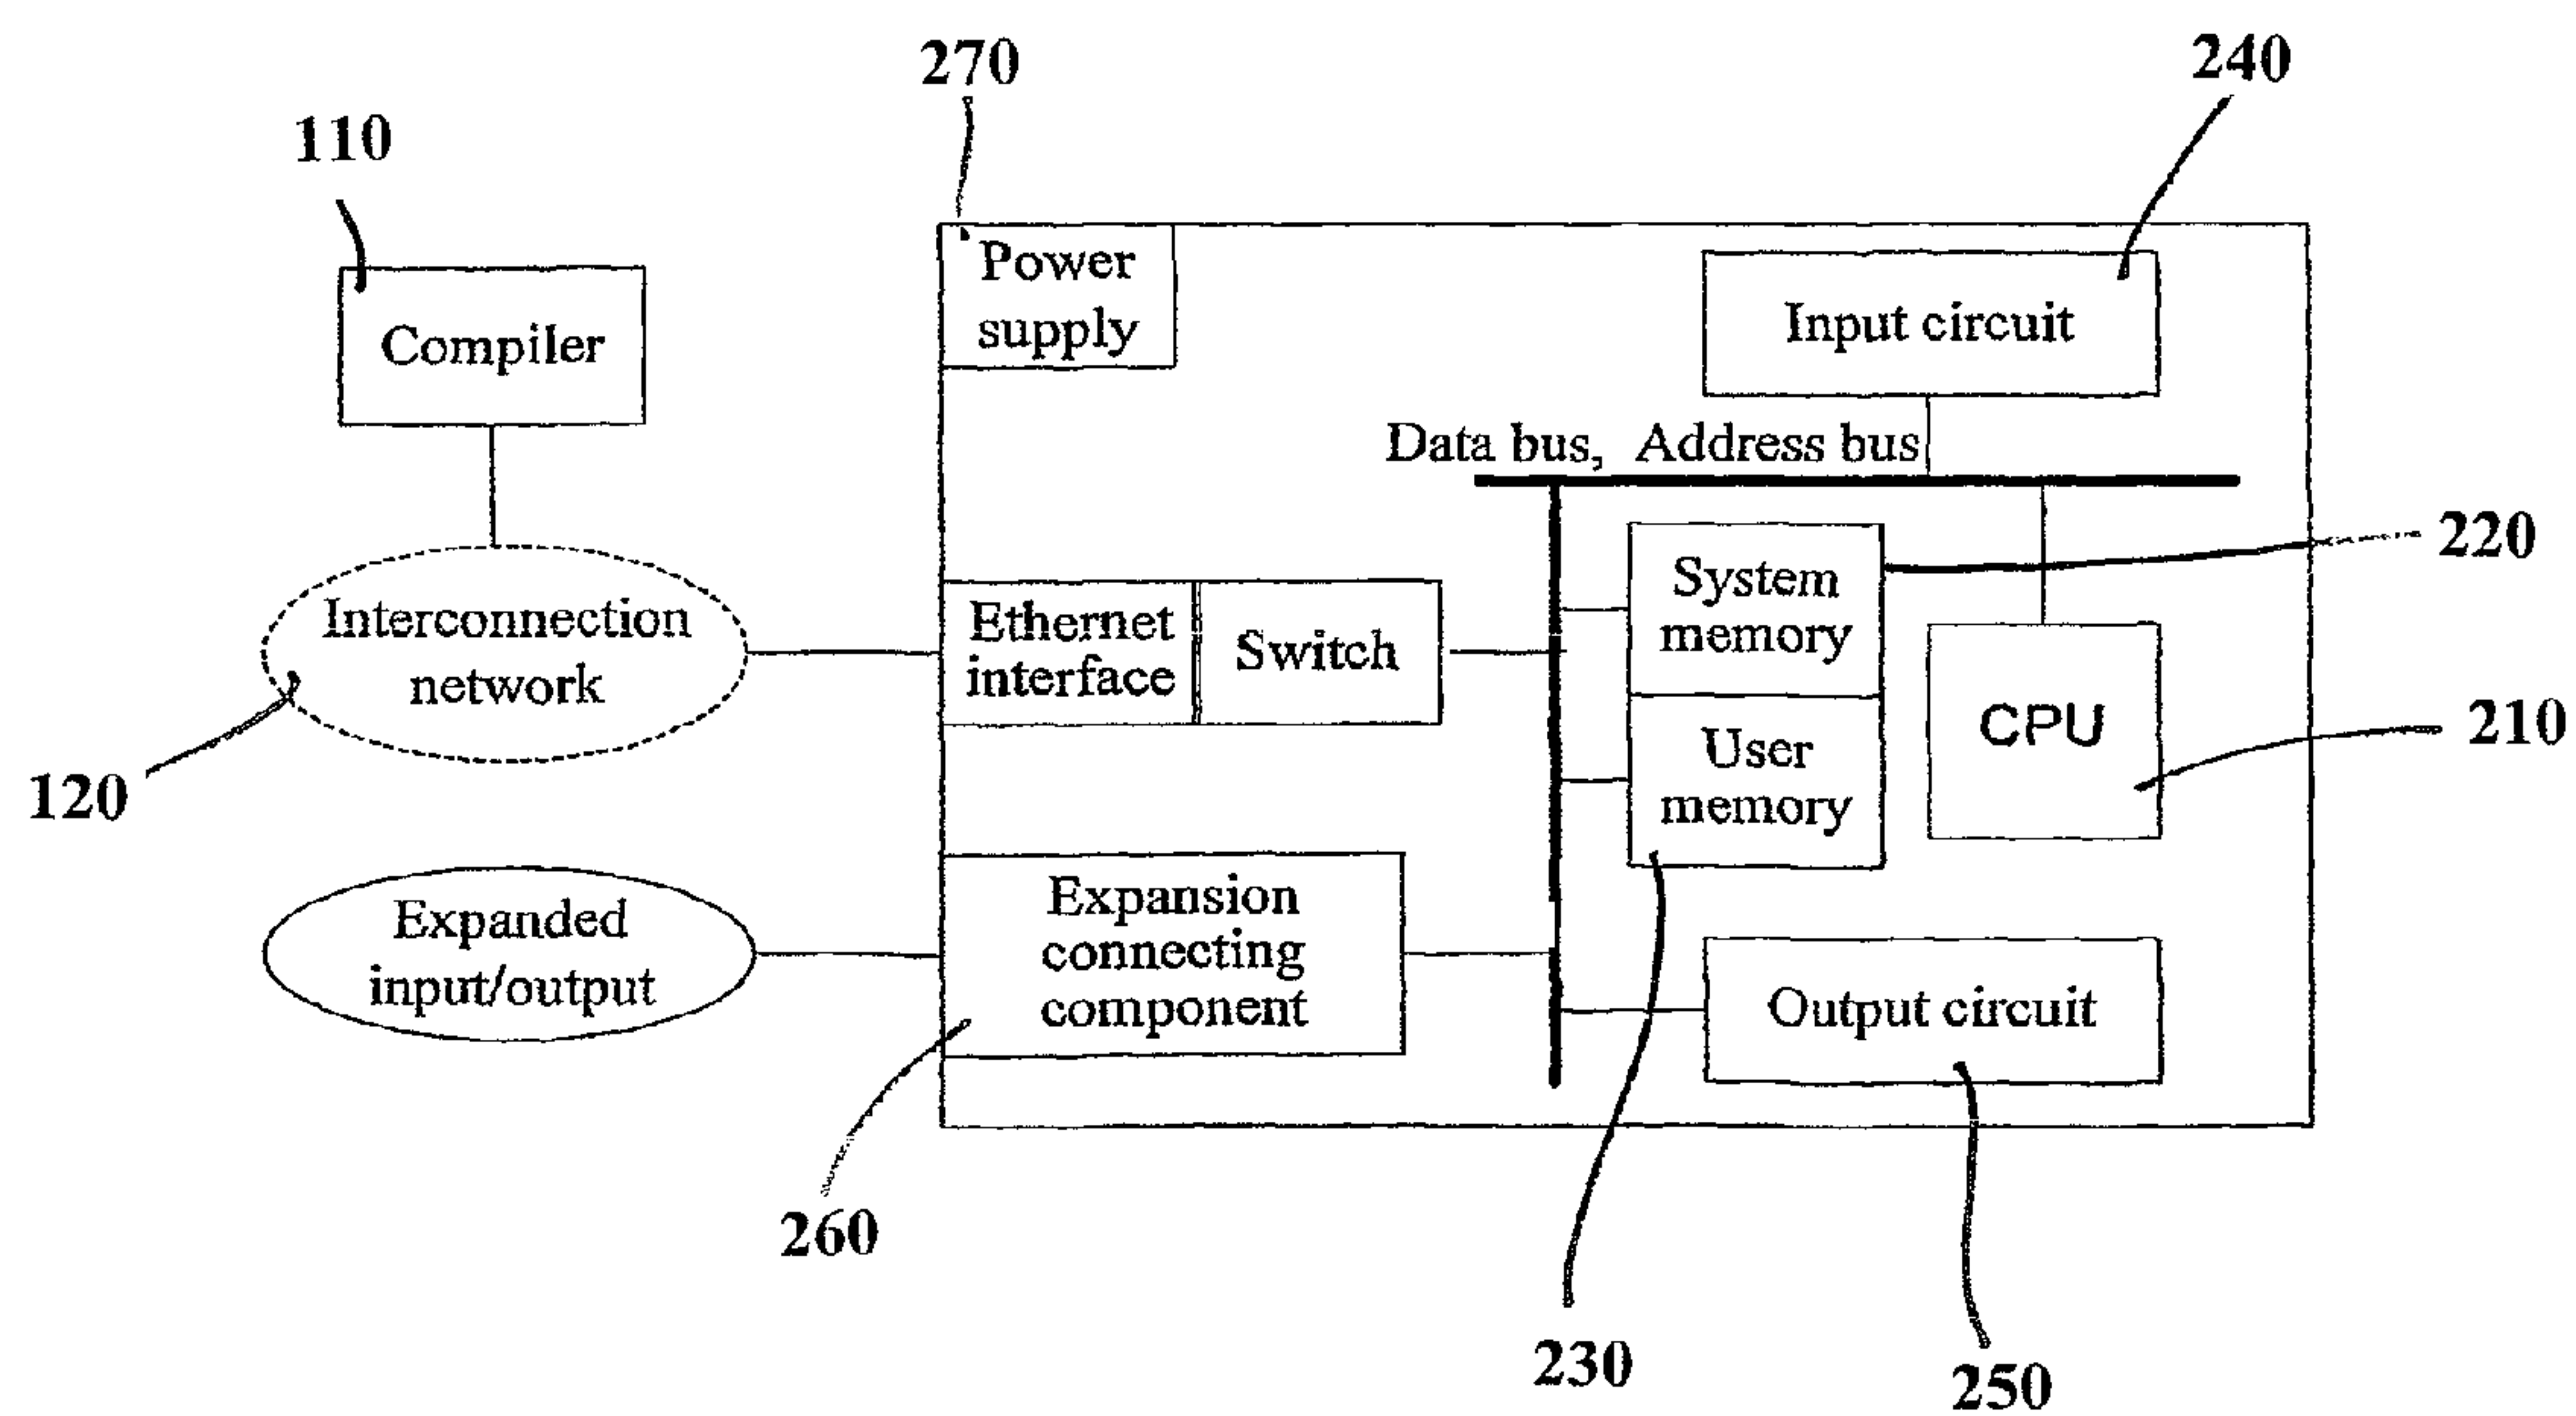 270
240
110
Power
supply
Input circuit
Compiler
Data bus, Address bus
220
System
memory
Interconnection
network
Ethernet
interface
Switch
CPU
210
User
memory
120
Expansion
connecting
component
Expanded
input/output
Output circuit
260
230
250